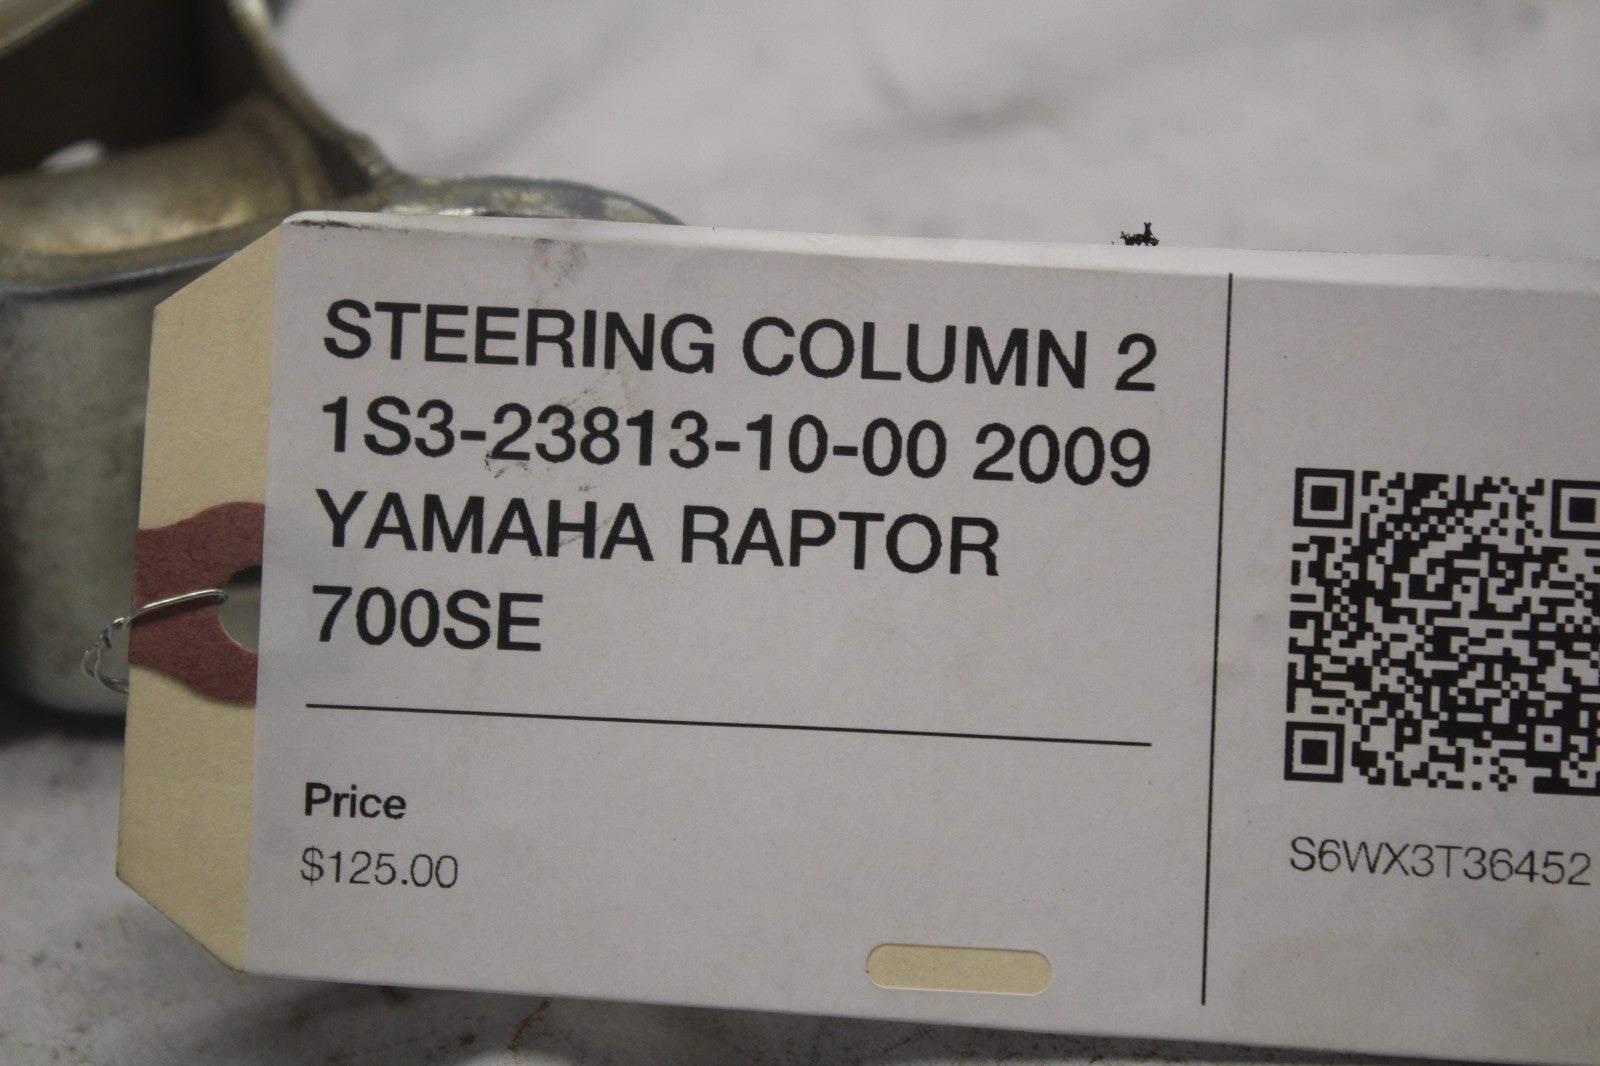 STEERING COLUMN 2
1S3-23813-10-00 2009
YAMAHA RAPTOR
700SE
Price
$125.00
S6WX3T36452